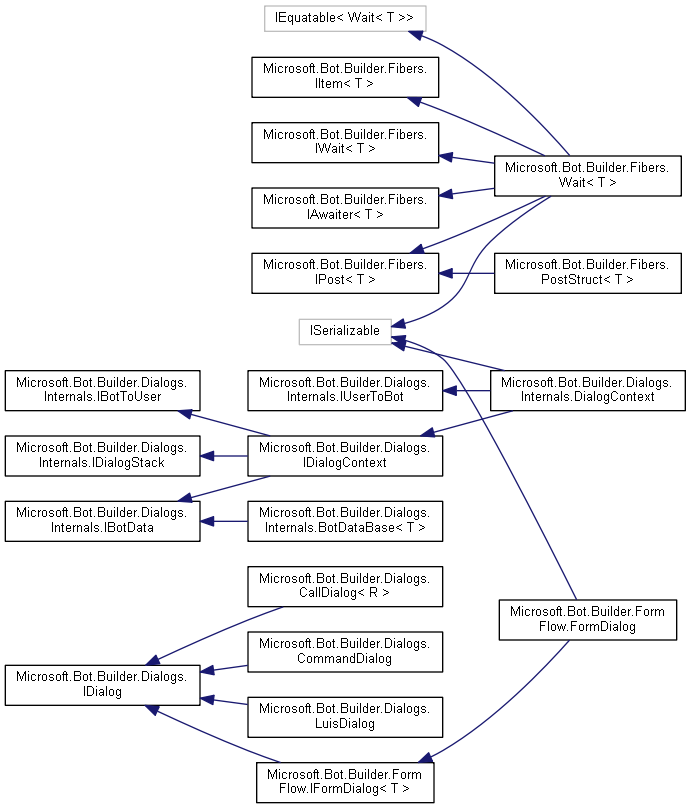 IEquatable< Wait< T >>
Microsoft.Bot.Builder.Fibers.
IItem< T >
Microsoft.Bot.Builder.Fibers.
IWait< T >
Microsoft.Bot.Builder.Fibers.
Wait< T >
Microsoft.Bot.Builder.Fibers.
IAwaiter< T >
Microsoft.Bot.Builder.Fibers.
IPost< T >
Microsoft.Bot.Builder.Fibers.
PostStruct< T >
ISerializable
Microsoft.Bot.Builder.Dialogs.
Internals.IBotToUser
Microsoft.Bot.Builder.Dialogs.
Internals.IUserToBot
Microsoft.Bot.Builder.Dialogs.
Internals.DialogContext
Microsoft.Bot.Builder.Dialogs.
Internals.IDialogStack
Microsoft.Bot.Builder.Dialogs.
IDialogContext
Microsoft.Bot.Builder.Dialogs.
Internals.IBotData
Microsoft.Bot.Builder.Dialogs.
Internals.BotDataBase< T >
Microsoft.Bot.Builder.Dialogs.
CallDialog< R >
Microsoft.Bot.Builder.Form
Flow.FormDialog
Microsoft.Bot.Builder.Dialogs.
CommandDialog
Microsoft.Bot.Builder.Dialogs.
IDialog
Microsoft.Bot.Builder.Dialogs.
LuisDialog
Microsoft.Bot.Builder.Form
Flow.IFormDialog< T >